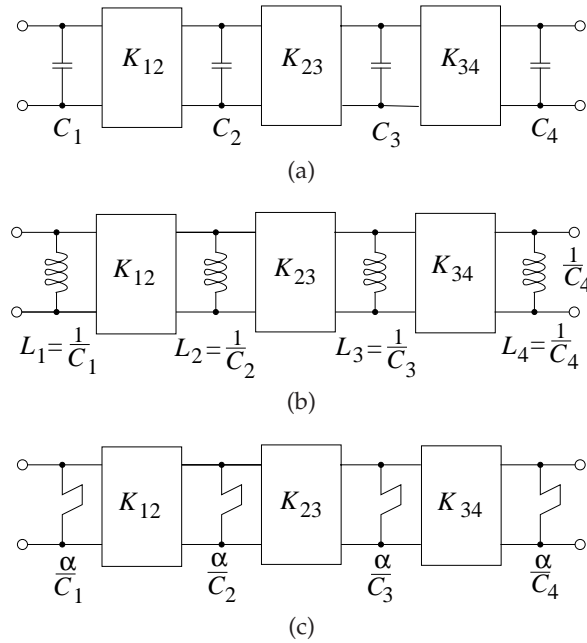 K12 K23 K34
C1 C2 C3 C4
(a)
K12 K23 K34
1/C4
L1=1/C1 L2=1/C2 L3=1/C3 L4=1/C4
(b)
K12 K23 K34
α/C1 α/C2 α/C3 α/C4
(c)